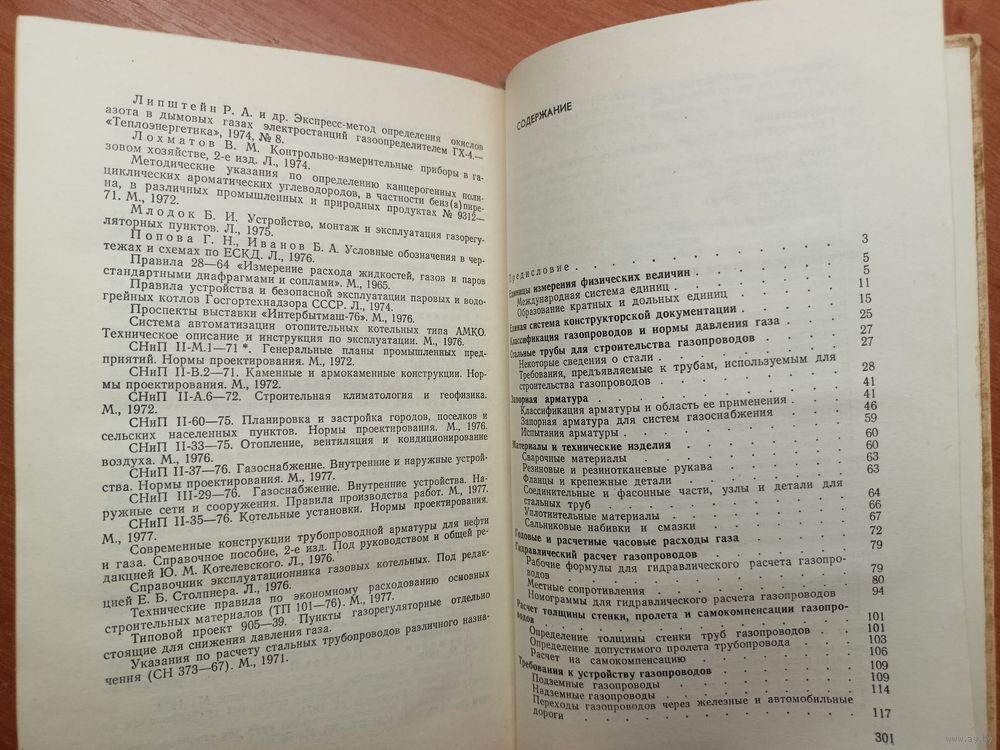 Липштейн Р. А. и др. Экспресс-метод определения окислов
азота в дымовых газах электростанций газоопределителем ГХ-4.—
«Теплоэнергетика», 1974, № 8.
Лохматов В. М. Контрольно-измерительные приборы в га-
зовом хозяйстве, 2-е изд. Л., 1974.
Методические указания по определению канцерогенных поли-
циклических ароматических углеводородов, в частности бенз(а)пире-
на, в различных промышленных и природных продуктах № 9312—
71. М., 1972.
Млодок Б. И. Устройство, монтаж и эксплуатация газорегу-
ляторных пунктов. Л., 1975.
Попова Г. Н., Иванов Б. А. Условные обозначения в чер-
тежах и схемах по ЕСКД. Л., 1976.
Правила 28—64 «Измерение расхода жидкостей, газов и паров
стандартными диафрагмами и соплами». М., 1965.
Правила устройства и безопасной эксплуатации паровых и водо-
грейных котлов Госгортехнадзора СССР. Л., 1974.
Проспекты выставки «Интербытмаш-76». М., 1976.
Система автоматизации отопительных котельных типа АМКО.
Техническое описание и инструкция по эксплуатации. М., 1976.
СНиП II-М.1—71 *. Генеральные планы промышленных пред-
приятий. Нормы проектирования. М., 1972.
СНиП II-В.2—71. Каменные и армокаменные конструкции. Нор-
мы проектирования. М., 1972.
СНиП II-А.6—72. Строительная климатология и геофизика.
М., 1972.
СНиП II-60—75. Планировка и застройка городов, поселков и
сельских населенных пунктов. Нормы проектирования. М., 1976.
СНиП II-33—75. Отопление, вентиляция и кондиционирование
воздуха. М., 1976.
СНиП II-37—76. Газоснабжение. Внутренние и наружные устрой-
ства. Нормы проектирования. М., 1977.
СНиП III-29—76. Газоснабжение. Внутренние устройства. На-
ружные сети и сооружения. Правила производства работ. М., 1977.
СНиП II-35—76. Котельные установки. Нормы проектирования.
М., 1977.
Современные конструкции трубопроводной арматуры для нефти
и газа. Справочное пособие, 2-е изд. Под руководством и общей ре-
дакцией Ю. М. Котелевского. Л., 1976.
Справочник эксплуатационника газовых котельных. Под редак-
цией Е. Б. Столпнера. Л., 1976.
Технические правила по экономному расходованию основных
строительных материалов (ТП 101—76). М., 1977.
Типовой проект 905—39. Пункты газорегуляторные отдельно
стоящие для снижения давления газа.
Указания по расчету стальных трубопроводов различного назна-
чения (СН 373—67). М., 1971.
СОДЕРЖАНИЕ
Предисловие . . . . . . . . . 3
Единицы измерения физических величин . . . . . 5
Международная система единиц . . . . . . 5
Образование кратных и дольных единиц . . . . . 11
Единая система конструкторской документации . . . . 15
Классификация газопроводов и нормы давления газа . . . 25
Стальные трубы для строительства газопроводов . . . 27
Некоторые сведения о стали . . . . . . 27
Требования, предъявляемые к трубам, используемым для
строительства газопроводов . . . . . . 28
Запорная арматура . . . . . . . . 41
Классификация арматуры и область ее применения . . . 41
Запорная арматура для систем газоснабжения . . . 46
Испытания арматуры . . . . . . . 59
Материалы и технические изделия . . . . . . 60
Сварочные материалы . . . . . . . 60
Резиновые и резинотканевые рукава . . . . . 63
Фланцы и крепежные детали . . . . . . 63
Соединительные и фасонные части, узлы и детали для
стальных труб . . . . . . . . 64
Уплотнительные материалы . . . . . . 66
Сальниковые набивки и смазки . . . . . . 67
Годовые и расчетные часовые расходы газа . . . . 72
Гидравлический расчет газопроводов . . . . . 79
Рабочие формулы для гидравлического расчета газопро-
водов . . . . . . . . . 79
Местные сопротивления . . . . . . . 80
Номограммы для гидравлического расчета газопроводов 94
Расчет толщины стенки, пролета и самокомпенсации газопро-
водов . . . . . . . . . . 101
Определение толщины стенки труб газопроводов . . . 101
Определение допустимого пролета трубопровода . . . 103
Расчет на самокомпенсацию . . . . . . 106
Требования к устройству газопроводов . . . . . 109
Подземные газопроводы . . . . . . . 109
Надземные газопроводы . . . . . . . 114
Переходы газопроводов через железные и автомобильные
дороги . . . . . . . . . 117
301
www.ay.by